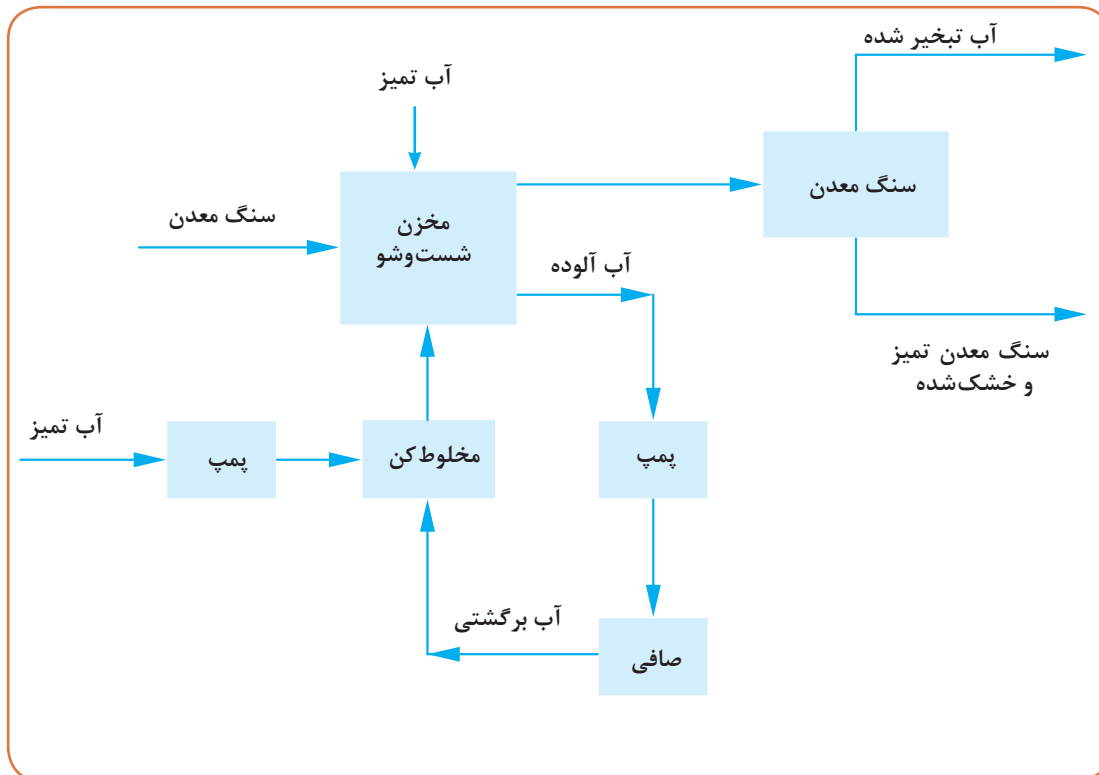 آب تبخیر شده
آب تمیز
سنگ معدن
سنگ معدن
مخزن
شست‌وشو
آب آلوده
سنگ معدن تمیز
و خشک‌شده
آب تمیز
پمپ
مخلوط کن
پمپ
آب برگشتی
صافی